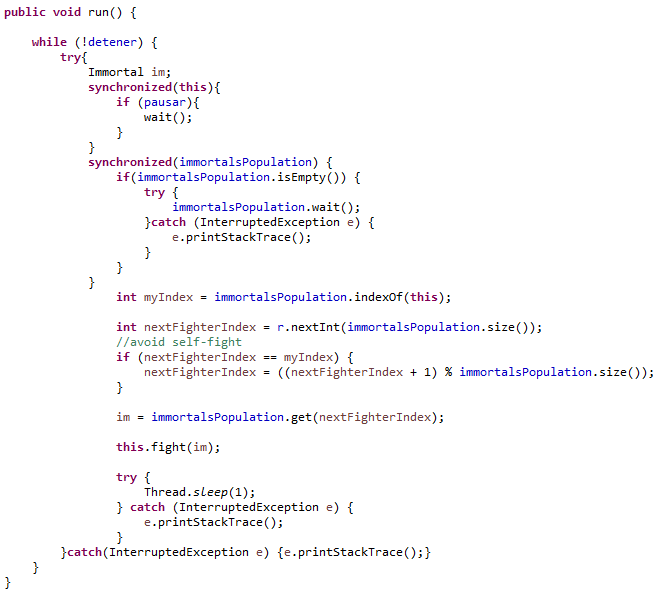 public void run() {
while (!detener) {
try{
Immortal im;
synchronized(this){
if (pausar){
wait();
}
}
synchronized(immortalsPopulation) {
if(immortalsPopulation.isEmpty()) {
try {
immortalsPopulation.wait();
}catch (InterruptedException e) {
e.printStackTrace();
}
}
}
int myIndex = immortalsPopulation.indexOf(this);
int nextFighterIndex = r.nextInt(immortalsPopulation.size());
//avoid self-fight
if (nextFighterIndex == myIndex) {
nextFighterIndex = ((nextFighterIndex + 1) % immortalsPopulation.size());
}
im = immortalsPopulation.get(nextFighterIndex);
this.fight(im);
try {
Thread.sleep(1);
} catch (InterruptedException e) {
e.printStackTrace();
}
}catch(InterruptedException e) {e.printStackTrace();}
}
}